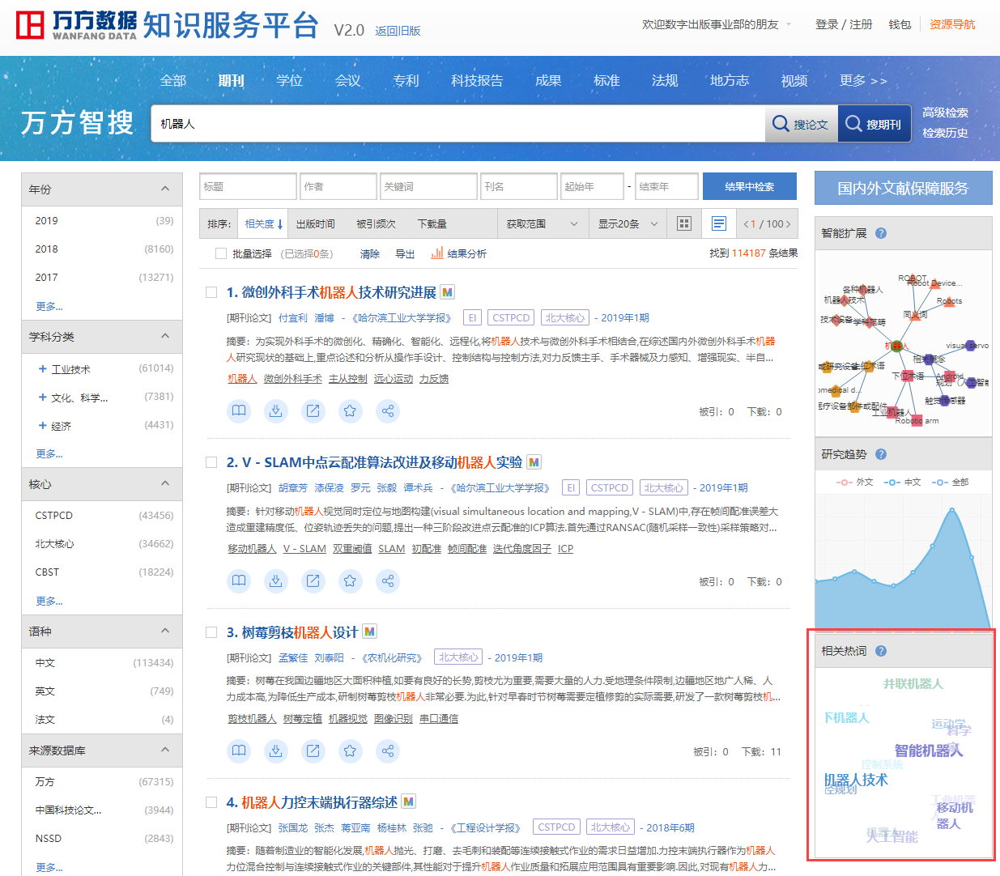 万方数据 WANFANG DATA 知识服务平台 V2.0 返回旧版
欢迎数字出版事业部的朋友 登录 / 注册 钱包 资源导航
全部 期刊 学位 会议 专利 科技报告 成果 标准 法规 地方志 视频 更多 >>
万方智搜 机器人 搜论文 搜期刊
高级检索
检索历史
年份
2019 (39)
2018 (8160)
2017 (13271)
更多...
学科分类
+ 工业技术 (61014)
+ 文化、科学... (7381)
+ 经济 (4431)
更多...
核心
CSTPCD (43456)
北大核心 (34662)
CBST (18224)
更多...
语种
中文 (113434)
英文 (749)
法文 (4)
来源数据库
万方 (67315)
中国科技论文... (3944)
NSSD (2843)
更多...
标题 作者 关键词 刊名 起始年 - 结束年 结果中检索
排序: 相关度 出版时间 被引频次 下载量 获取范围 显示20条 1 / 100
批量选择 (已选择0条) 清除 导出 结果分析 找到 114187 条结果
1. 微创外科手术机器人技术研究进展 M
[期刊论文] 付宜利 潘博 - 《哈尔滨工业大学学报》 EI CSTPCD 北大核心 - 2019年1期
摘要：为实现外科手术的微创化、精确化、智能化、远程化,将机器人技术与微创外科手术相结合,在综述国内外微创外科手术机器
人研究现状的基础上,重点论述和分析从操作手设计、控制结构与控制方法,对力反馈主手、手术器械及力感知、增强现实、半自...
机器人 微创外科手术 主从控制 远心运动 力反馈
被引：0 下载：0
2. V - SLAM中点云配准算法改进及移动机器人实验 M
[期刊论文] 胡章芳 漆保凌 罗元 张毅 谭术兵 - 《哈尔滨工业大学学报》 EI CSTPCD 北大核心 - 2019年1期
摘要：针对移动机器人视觉同时定位与地图构建(visual simultaneous location and mapping,V - SLAM)中,存在帧间配准误差大
造成重建精度低、位姿轨迹丢失的问题,提出一种三阶段改进点云配准的ICP算法.首先通过RANSAC(随机采样一致性)采样策略对...
移动机器人 V - SLAM 双重阈值 SLAM 初配准 帧间配准 迭代角度因子 ICP
被引：0 下载：0
3. 树莓剪枝机器人设计 M
[期刊论文] 孟繁佳 刘泰阳 - 《农机化研究》 北大核心 - 2019年1期
摘要：树莓在我国边疆地区大面积种植,如要有良好的长势,剪枝尤为重要,需要大量的人力.受地理条件限制,边疆地区地广人稀、人
力成本高,为降低生产成本,研制树莓剪枝机器人非常必要.为此,针对早春时节树莓需要定植修剪的实际需要,研发了一款树莓剪枝机...
剪枝机器人 树莓定植 机器视觉 图像识别 串口通信
被引：0 下载：11
4. 机器人力控末端执行器综述 M
[期刊论文] 张国龙 张杰 蒋亚南 杨桂林 张驰 - 《工程设计学报》 CSTPCD 北大核心 - 2018年6期
摘要：随着制造业的智能化发展,机器人抛光、打磨、去毛刺和装配等连续接触式作业的需求日益增加.力控末端执行器作为机器人
力位混合控制与连续接触式作业的关键部件,其性能对于提升机器人作业质量和拓展应用范围具有重要影响.因此,对现有机器人力...
国内外文献保障服务
智能扩展 ?
ROBOT
Robot Device...
各种机器人
机器人技术
Robots
同义词
技术设备
学科范畴
机器人
visual servo
相关概念
或研究设备
上位术语
下位术语
Android
规划
人工智能
omedical d...
触觉传感器
医疗设备部件或配件
工业机器人
Robotic arm
研究趋势 ?
外文 中文 全部
相关热词 ?
并联机器人
下机器人
运动学
科学家
智能机器人
控制系统
机器人技术
径规划
工业机器人
移动机器人
机器人
人工智能